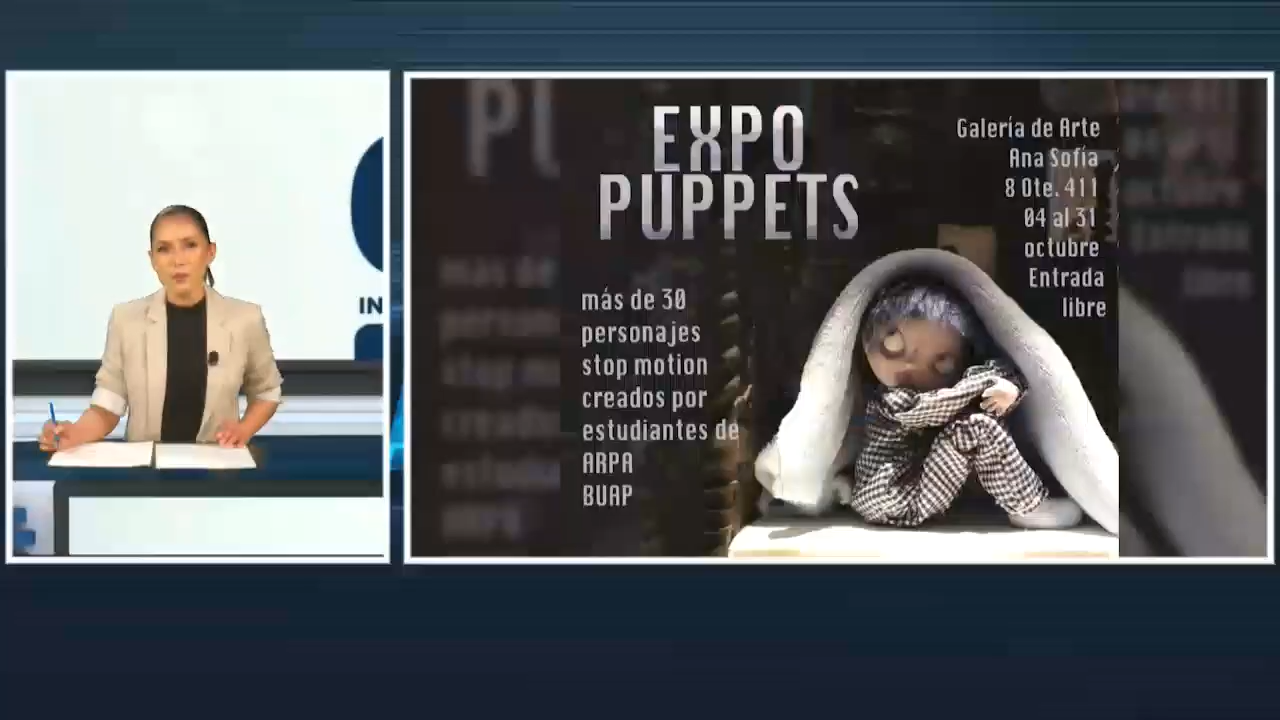 IN
EXPO
PUPPETS
más de 30
personajes
stop motion
creados por
estudiantes de
ARPA
BUAP
Galería de Arte
Ana Sofía
8 Ote. 411
04 al 31
octubre
Entrada
libre